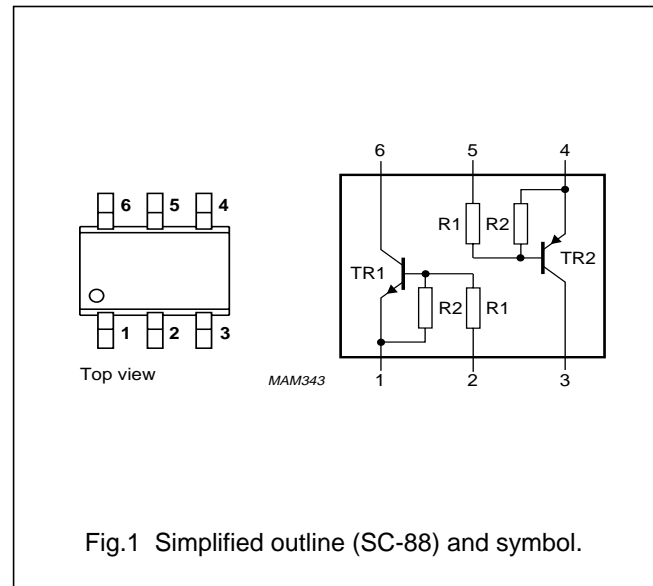 6 5 4
6 5 4
R1 R2
TR1 TR2
R2 R1
1 2 3
Top view
MAM343
1 2 3
Fig.1 Simplified outline (SC-88) and symbol.